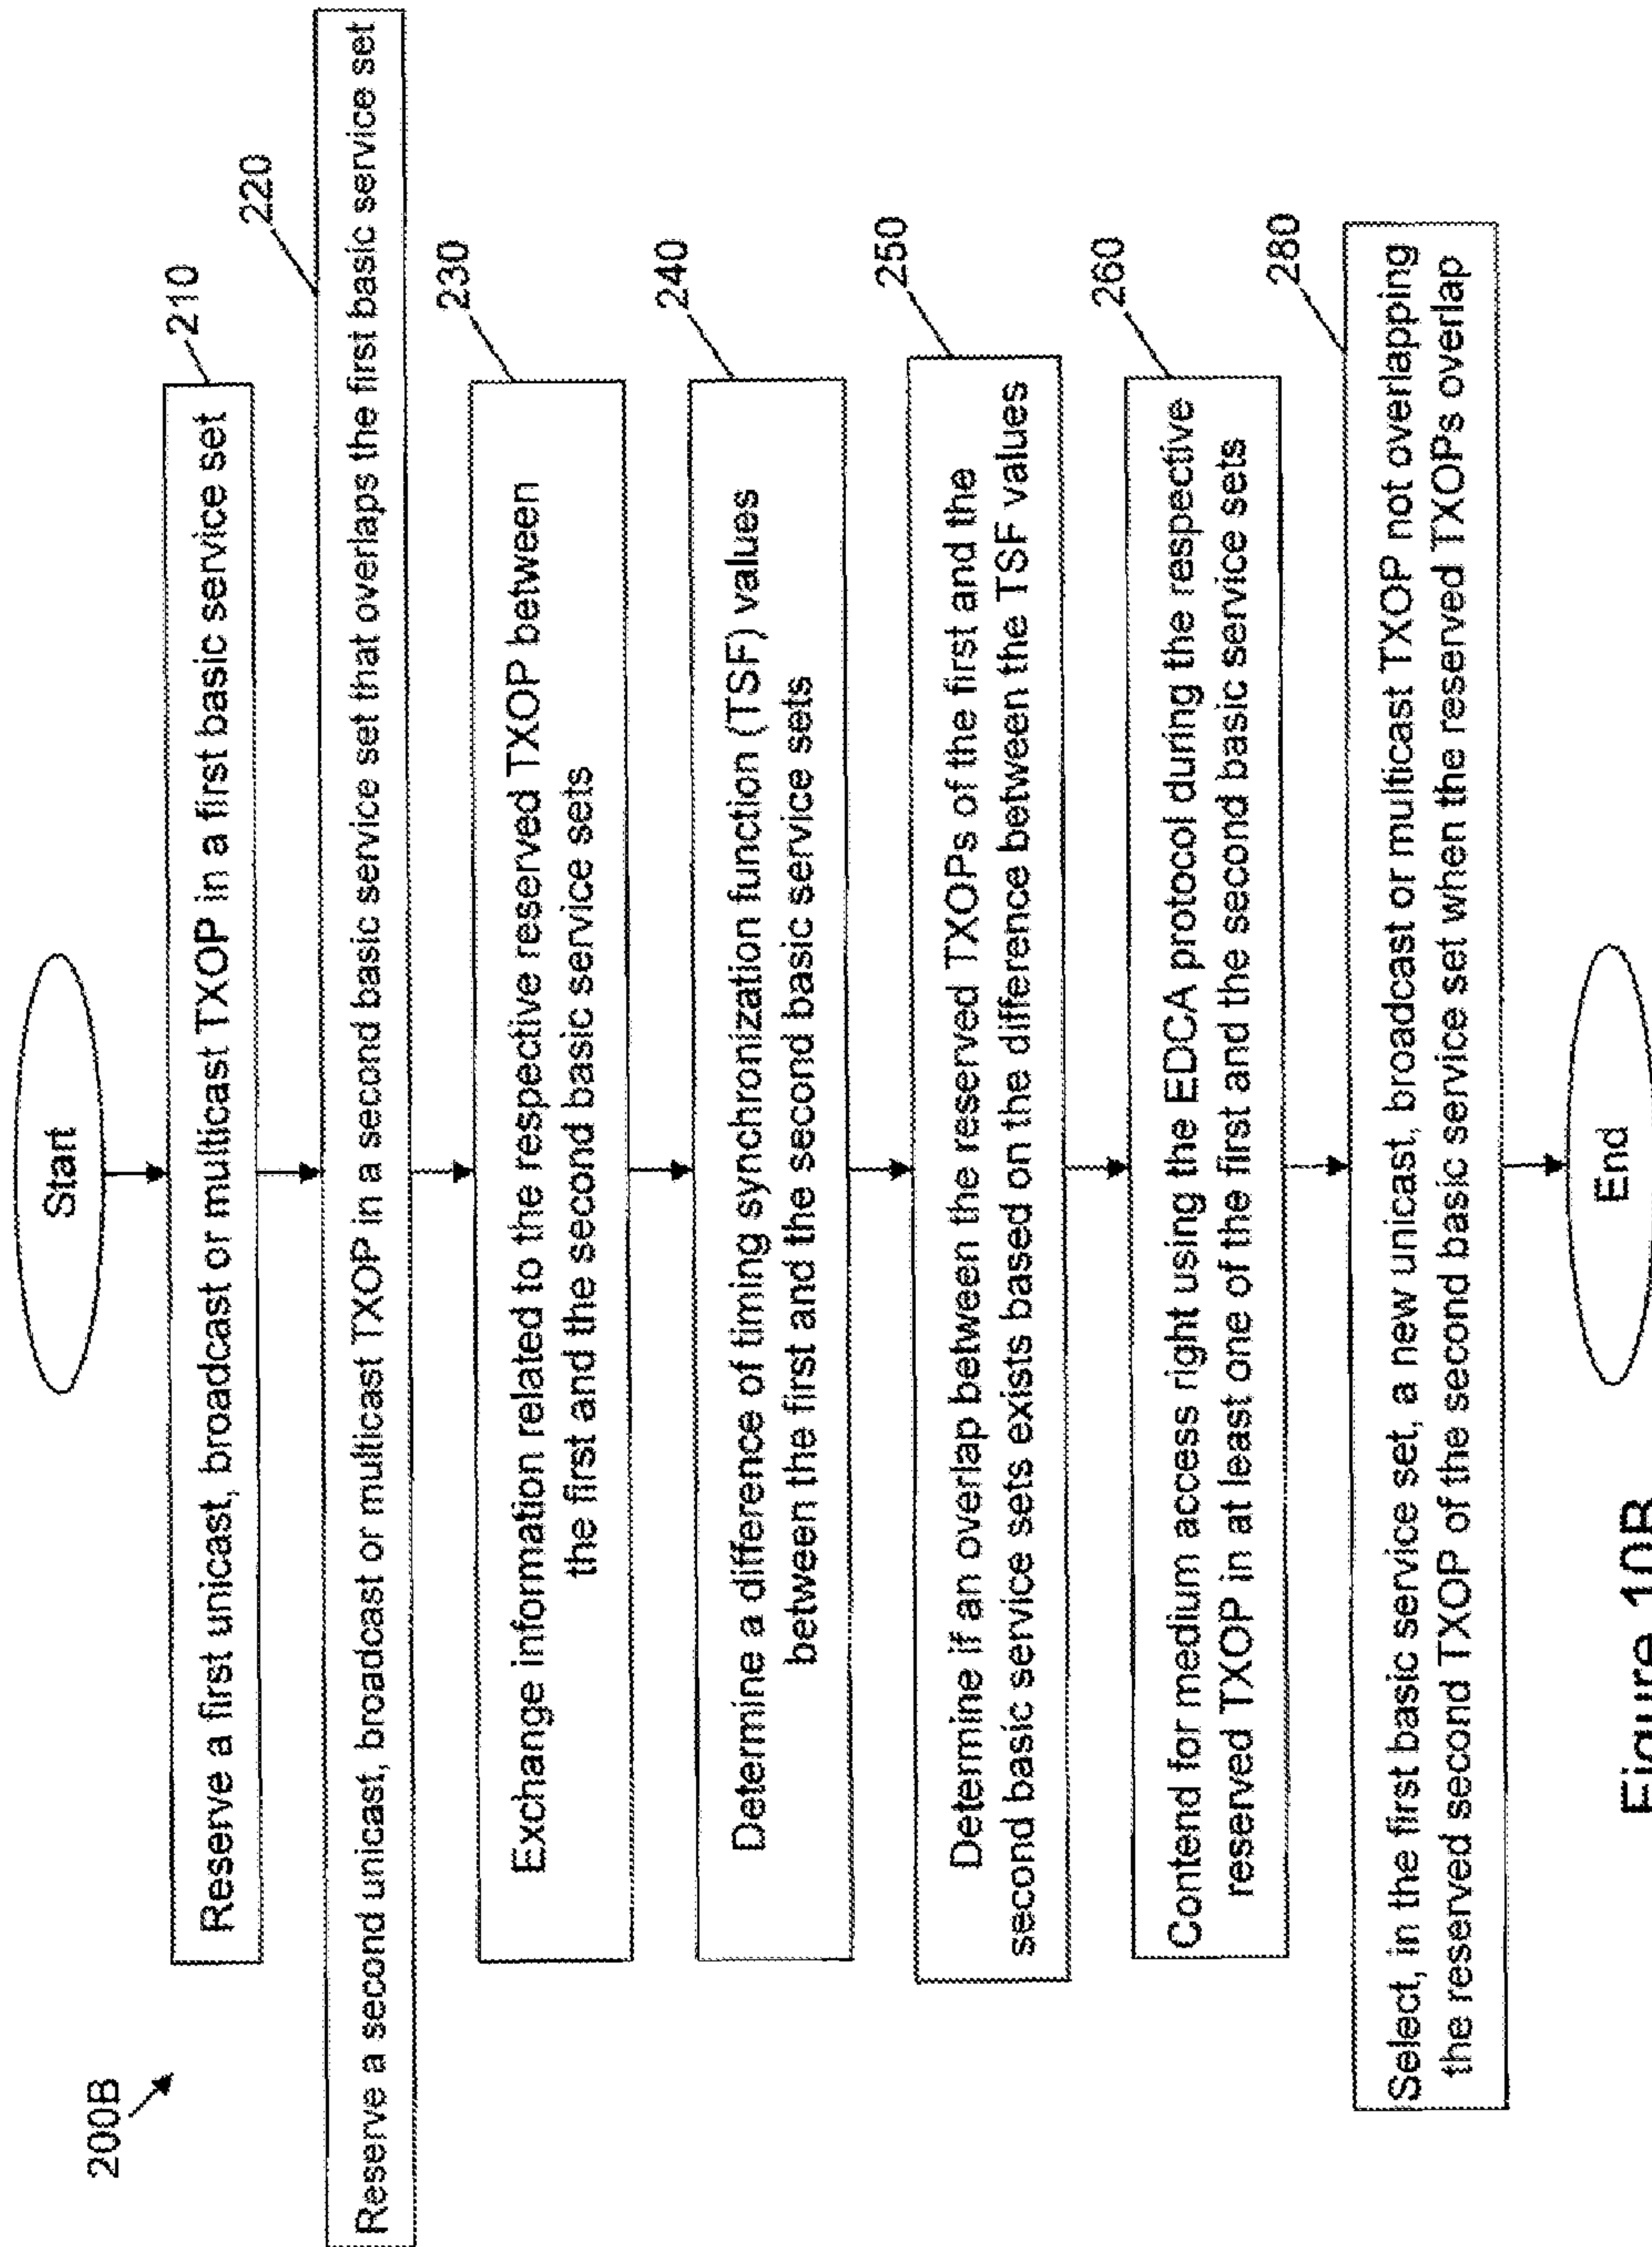 200B
Start
210
Reserve a first unicast, broadcast or multicast TXOP in a first basic service set
220
Reserve a second unicast, broadcast or multicast TXOP in a second basic service set that overlaps the first basic service set
230
Exchange information related to the respective reserved TXOP between
the first and the second basic service sets
240
Determine a difference of timing synchronization function (TSF) values
between the first and the second basic service sets
250
Determine if an overlap between the reserved TXOPs of the first and the
second basic service sets exists based on the difference between the TSF values
260
Contend for medium access right using the EDCA protocol during the respective
reserved TXOP in at least one of the first and the second basic service sets
280
Select, in the first basic service set, a new unicast, broadcast or multicast TXOP not overlapping
the reserved second TXOP of the second basic service set when the reserved TXOPs overlap
End
Figure 10B